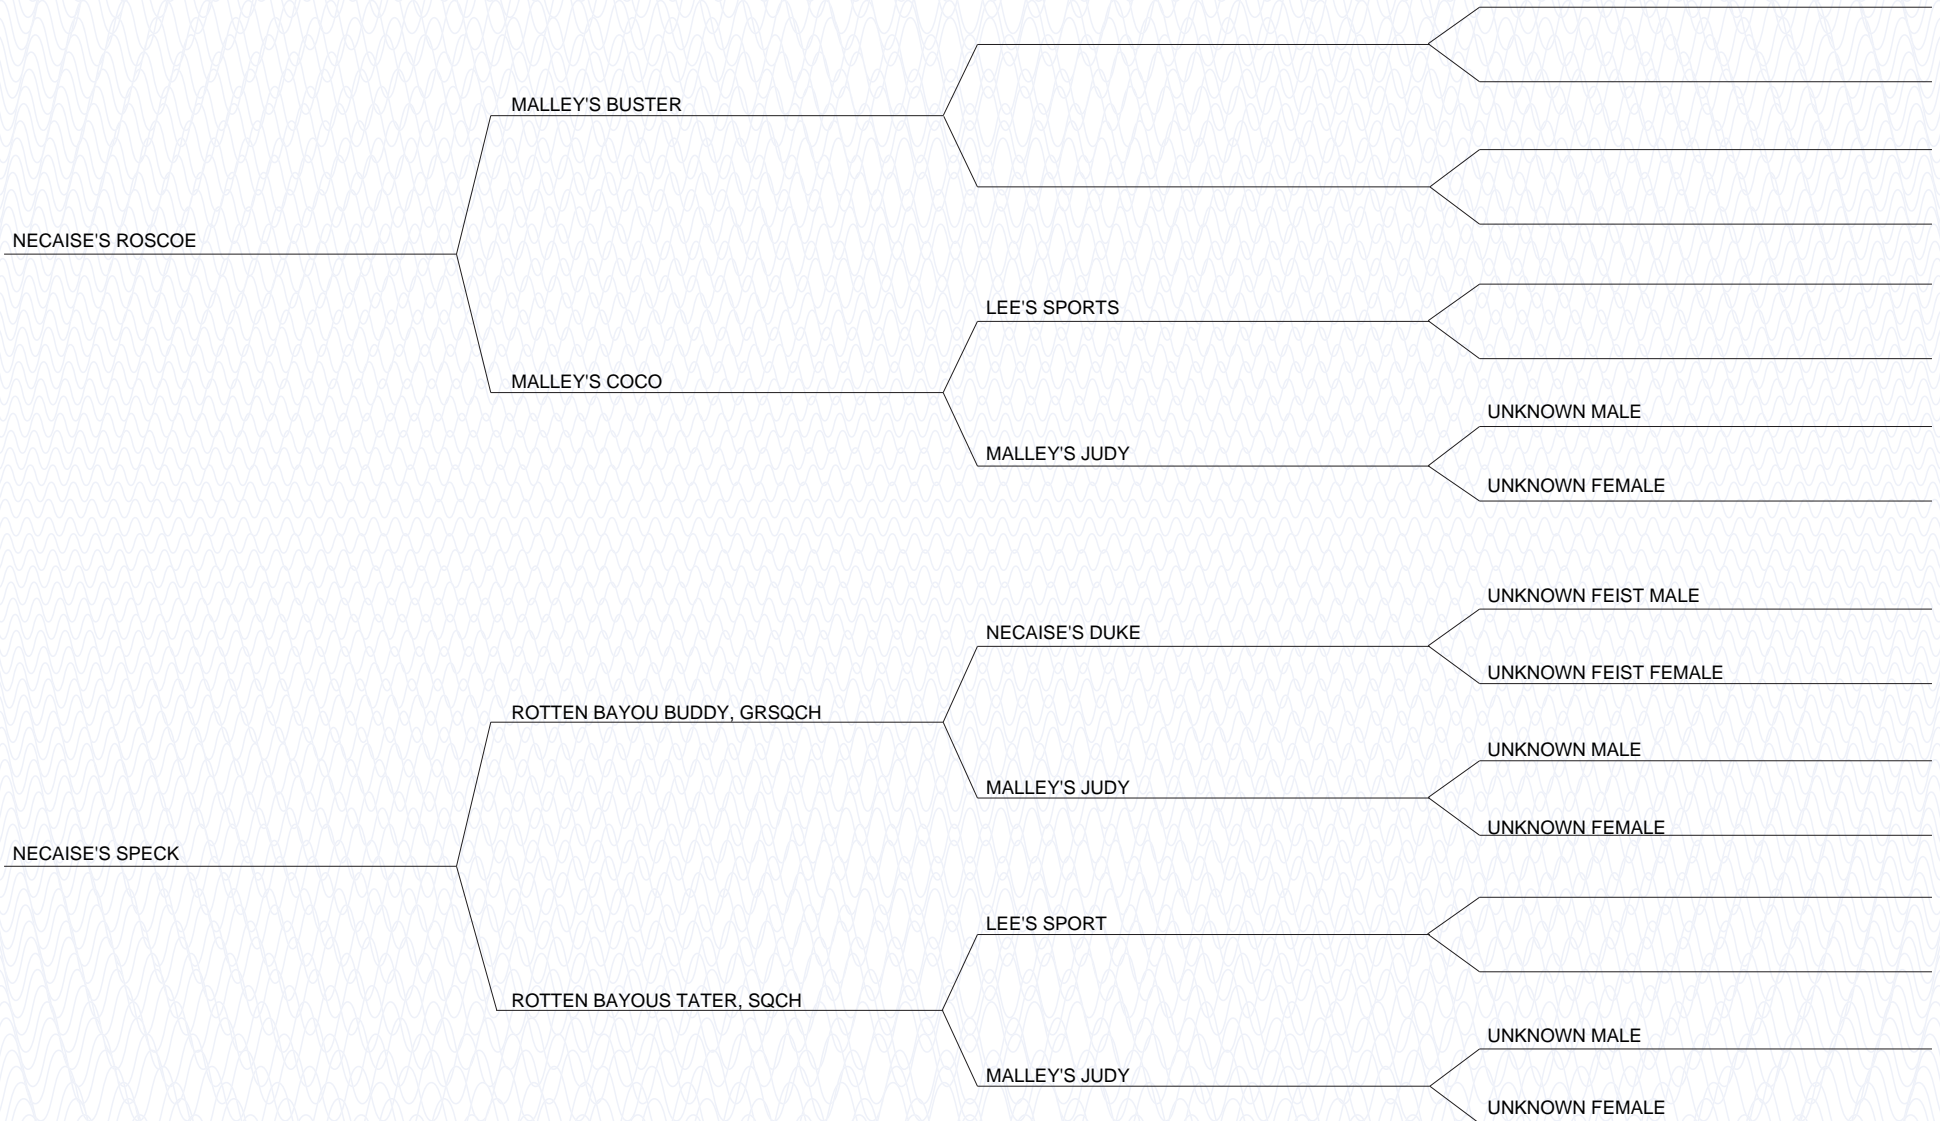 MALLEY'S BUSTER
NECAISE'S ROSCOE
LEE'S SPORTS
MALLEY'S COCO
UNKNOWN MALE
MALLEY'S JUDY
UNKNOWN FEMALE
UNKNOWN FEIST MALE
NECAISE'S DUKE
UNKNOWN FEIST FEMALE
ROTTEN BAYOU BUDDY, GRSQCH
UNKNOWN MALE
MALLEY'S JUDY
UNKNOWN FEMALE
NECAISE'S SPECK
LEE'S SPORT
ROTTEN BAYOUS TATER, SQCH
UNKNOWN MALE
MALLEY'S JUDY
UNKNOWN FEMALE